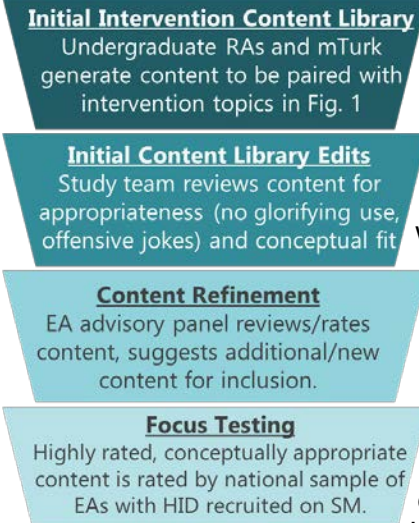 Initial Intervention Content Library
Undergraduate RAs and mTurk
generate content to be paired with
intervention topics in Fig. 1
Initial Content Library Edits
Study team reviews content for
appropriateness (no glorifying use,
offensive jokes) and conceptual fit
Content Refinement
EA advisory panel reviews/rates
content, suggests additional/new
content for inclusion.
Focus Testing
Highly rated, conceptually appropriate
content is rated by national sample of
EAs with HID recruited on SM.